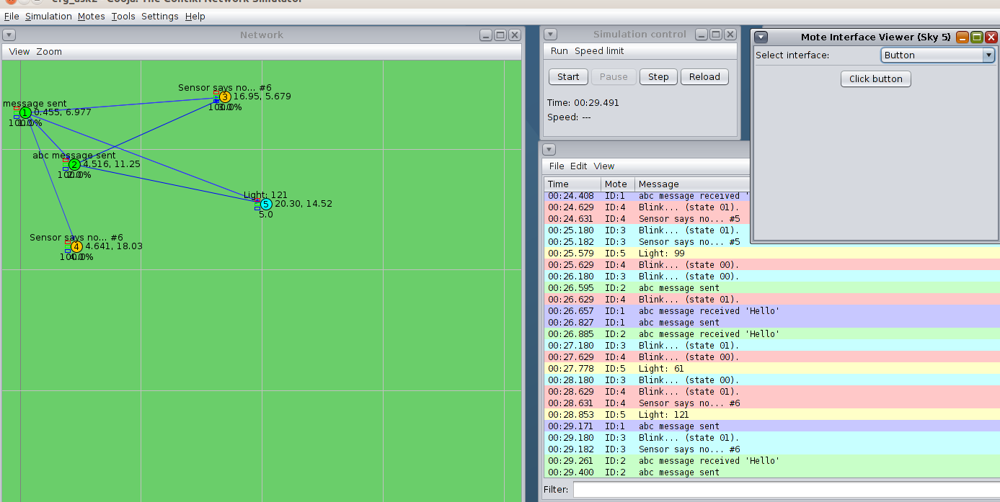 File Simulation Motes Tools Settings Help
Network
View Zoom
Sensor says no... #6
3 16.95, 5.679
message sent
1 0.455, 6.977
abc message sent
2 4.516, 11.25
Light: 121
5 20.30, 14.52
5.0
Sensor says no... #6
4 4.641, 18.03
Simulation control
Run Speed limit
Start Pause Step Reload
Time: 00:29.491
Speed: ---
Mote Interface Viewer (Sky 5)
Select interface: Button
Click button
File Edit View
Time Mote Message
00:24.408 ID:1 abc message received '
00:24.629 ID:4 Blink... (state 01).
00:24.631 ID:4 Sensor says no... #5
00:25.180 ID:3 Blink... (state 01).
00:25.182 ID:3 Sensor says no... #5
00:25.579 ID:5 Light: 99
00:25.629 ID:4 Blink... (state 00).
00:26.180 ID:3 Blink... (state 00).
00:26.595 ID:2 abc message sent
00:26.629 ID:4 Blink... (state 01).
00:26.657 ID:1 abc message received 'Hello'
00:26.827 ID:1 abc message sent
00:26.885 ID:2 abc message received 'Hello'
00:27.180 ID:3 Blink... (state 01).
00:27.629 ID:4 Blink... (state 00).
00:27.778 ID:5 Light: 61
00:28.180 ID:3 Blink... (state 00).
00:28.629 ID:4 Blink... (state 01).
00:28.631 ID:4 Sensor says no... #6
00:28.853 ID:5 Light: 121
00:29.171 ID:1 abc message sent
00:29.180 ID:3 Blink... (state 01).
00:29.182 ID:3 Sensor says no... #6
00:29.261 ID:2 abc message received 'Hello'
00:29.400 ID:2 abc message sent
Filter: